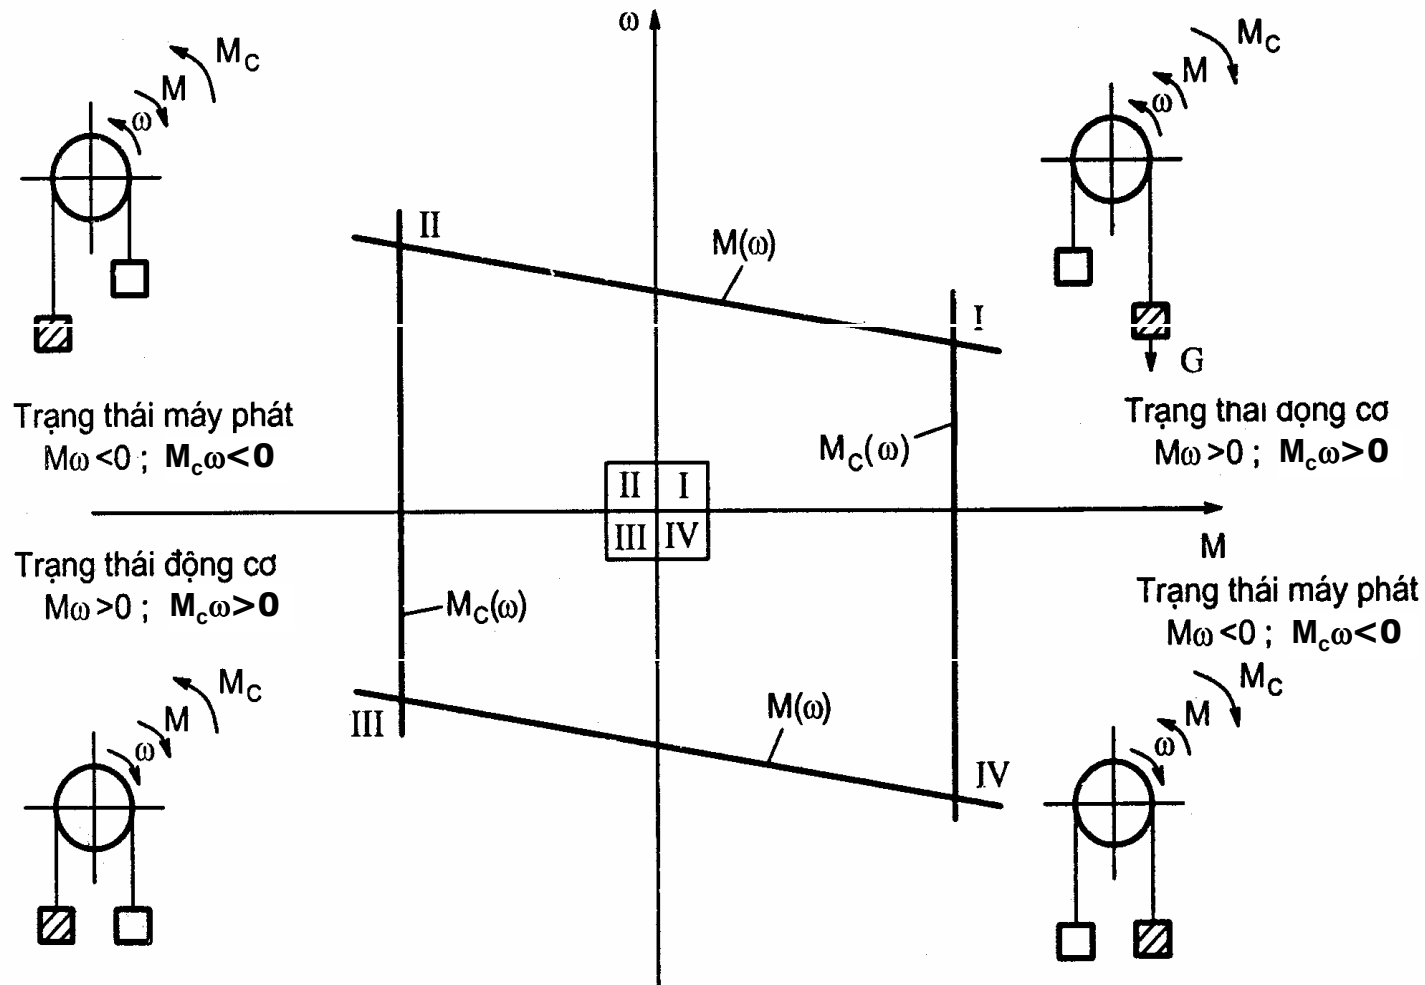 ω
M_C
M
ω
M_C
M
ω
G
II
M(ω)
I
Trạng thái máy phát
Mω<0 ; M_cω<0
Trạng thai dọng cơ
Mω>0 ; M_cω>0
M_C(ω)
II I
III IV
M
Trạng thái động cơ
Mω>0 ; M_cω>0
Trạng thái máy phát
Mω<0 ; M_cω<0
M_C(ω)
M_C
M
ω
M_C
M
ω
III
M(ω)
IV